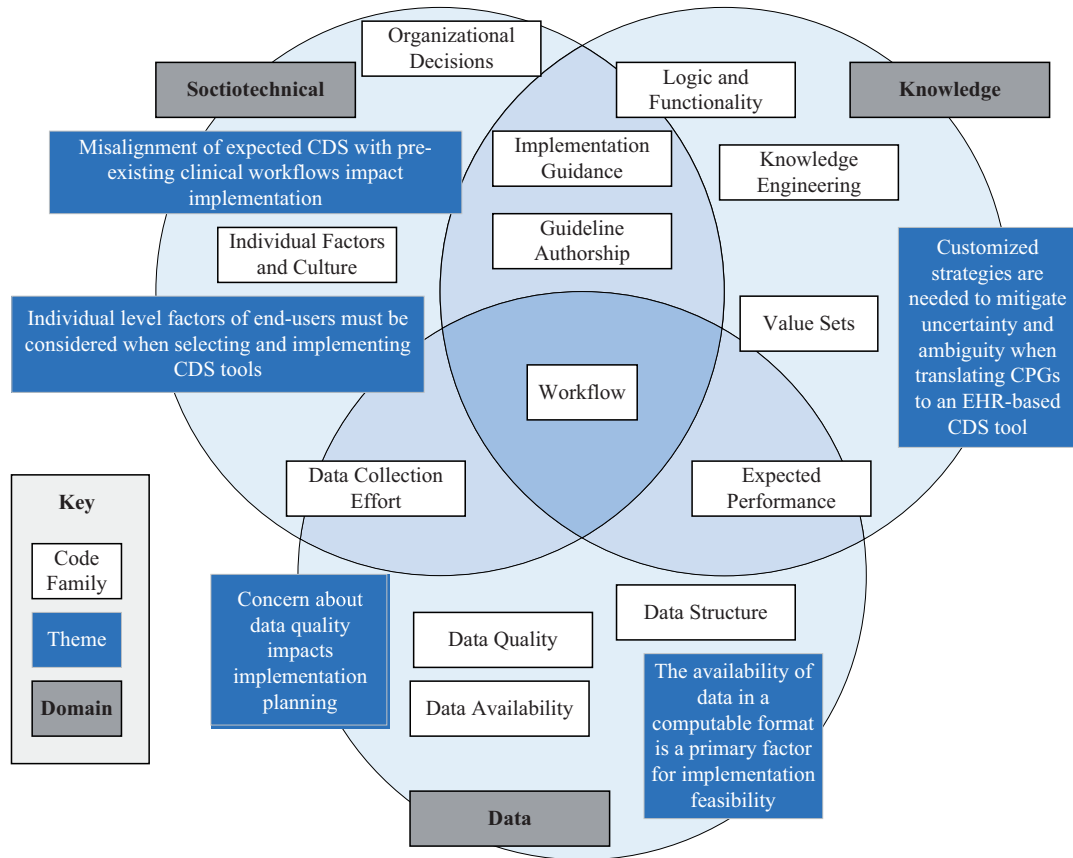 Organizational
Decisions
Soctiotechnical
Logic and
Functionality
Knowledge
Misalignment of expected CDS with pre-
existing clinical workflows impact
implementation
Implementation
Guidance
Knowledge
Engineering
Individual Factors
and Culture
Guideline
Authorship
Customized
strategies are
needed to mitigate
uncertainty and
ambiguity when
translating CPGs
to an EHR-based
CDS tool
Individual level factors of end-users must be
considered when selecting and implementing
CDS tools
Value Sets
Workflow
Data Collection
Effort
Expected
Performance
Key
Code
Family
Theme
Domain
Concern about
data quality
impacts
implementation
planning
Data Quality
Data Structure
Data Availability
The availability of
data in a
computable format
is a primary factor
for implementation
feasibility
Data